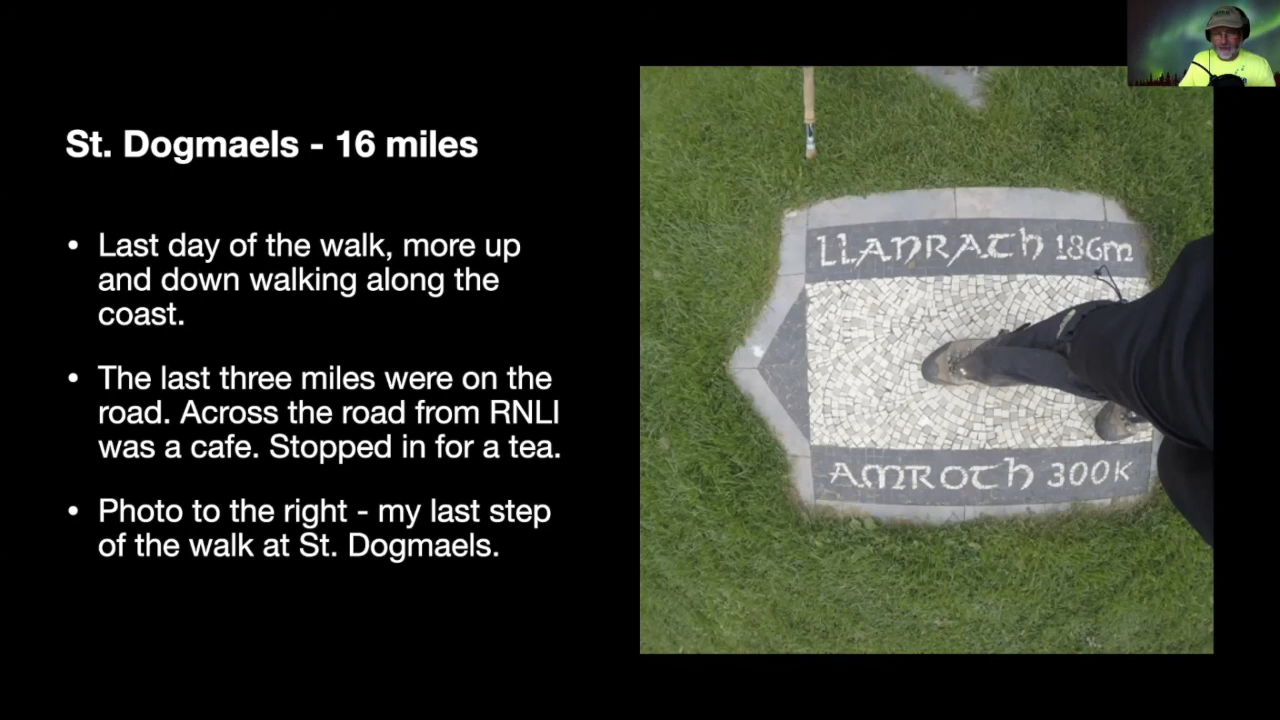 St. Dogmaels - 16 miles
• Last day of the walk, more up
and down walking along the
coast.
• The last three miles were on the
road. Across the road from RNLI
was a cafe. Stopped in for a tea.
• Photo to the right - my last step
of the walk at St. Dogmaels.
LLANRATH 186m
AMROTH 300K